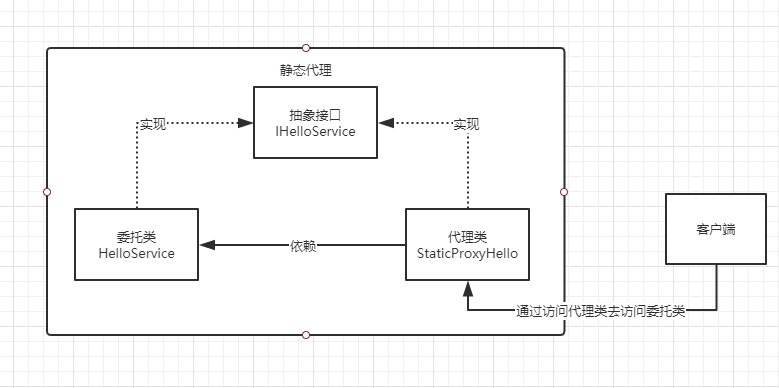 静态代理
抽象接口
IHelloService
实现
实现
委托类
HelloService
依赖
代理类
StaticProxyHello
客户端
通过访问代理类去访问委托类